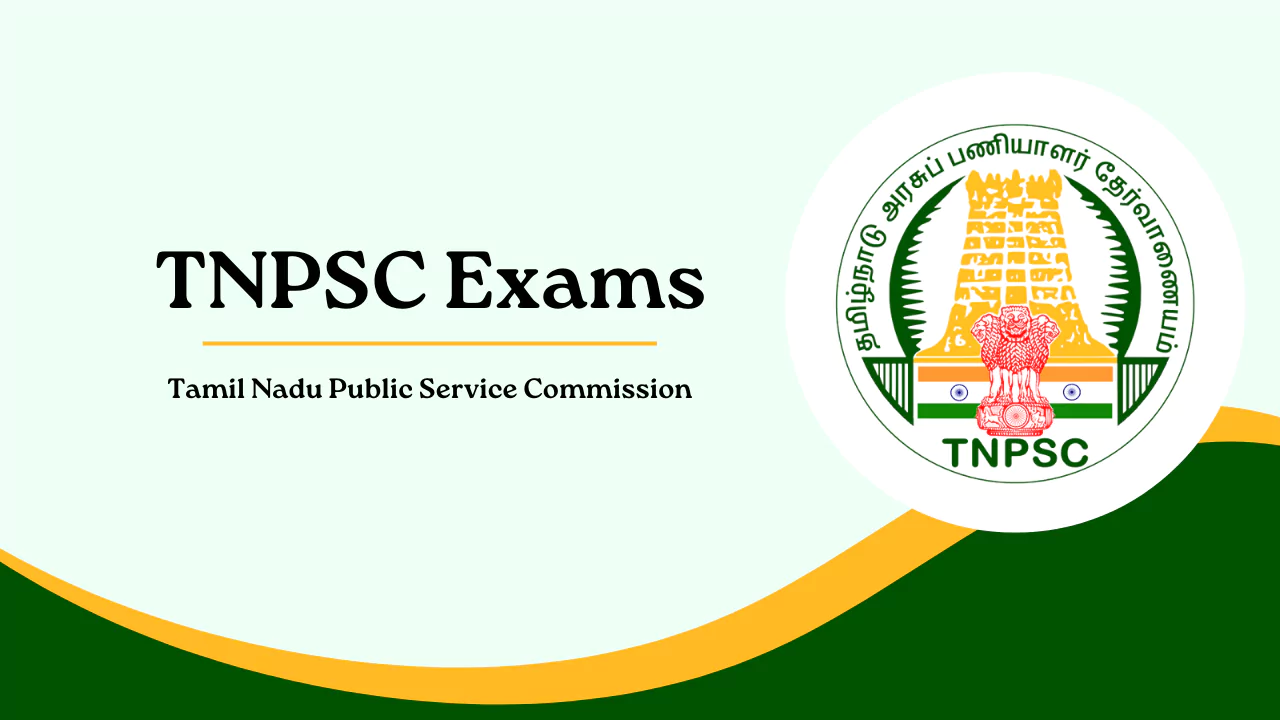 TNPSC Exams
Tamil Nadu Public Service Commission
தமிழ்நாடு அரசுப் பணியாளர் தேர்வாணையம்
TNPSC